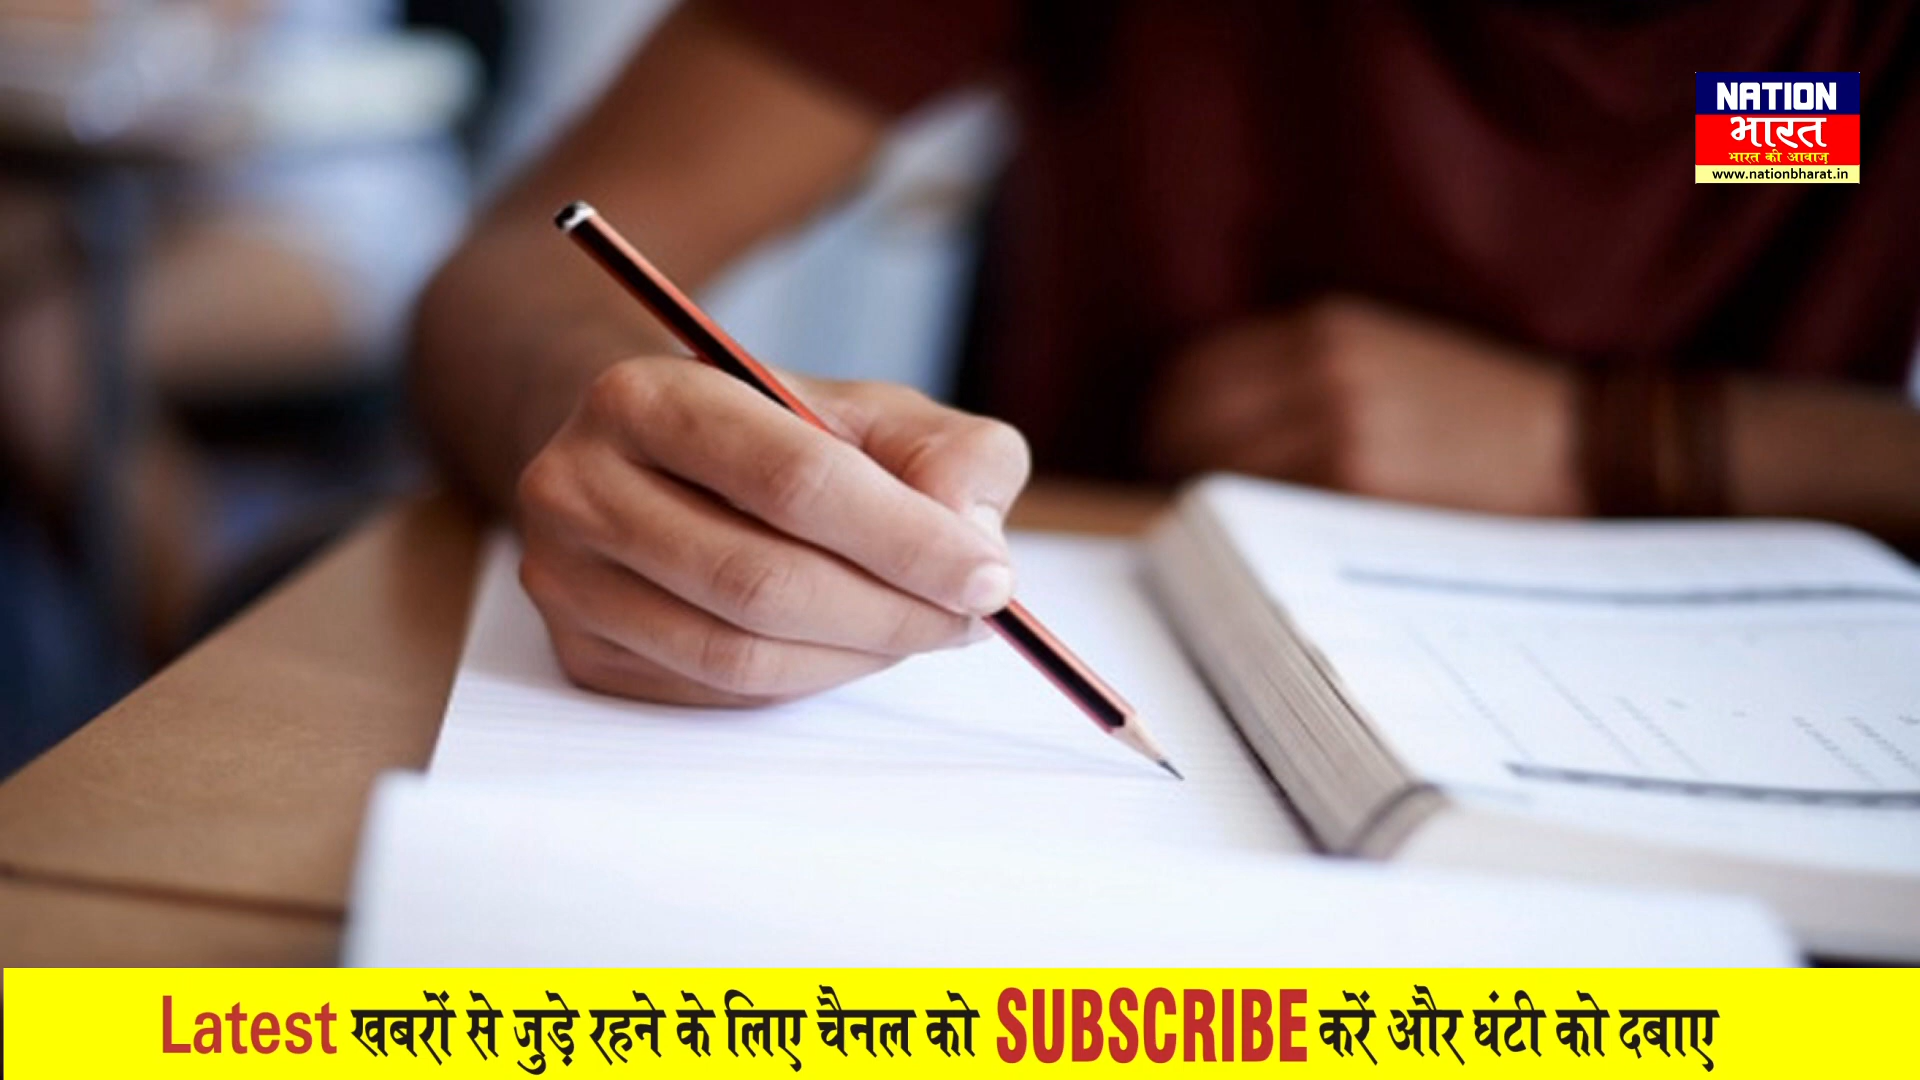 NATION
भारत
भारत की आवाज़
www.nationbharat.in
Latest खबरों से जुड़े रहने के लिए चैनल को SUBSCRIBE करें और घंटी को दबाए